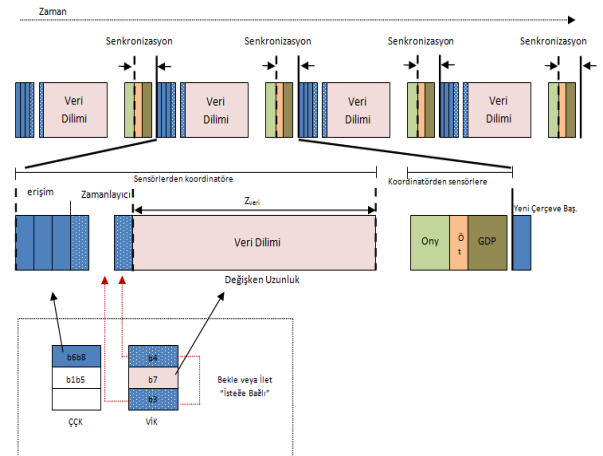 Zaman
Senkronizasyon Senkronizasyon Senkronizasyon Senkronizasyon
Veri Dilimi
Veri Dilimi
Veri Dilimi
Veri Dilimi
Sensörlerden koordinatöre
Koordinatörden sensörlere
erişim
Zamanlayıcı
Zveri
Yeni Çerçeve Baş.
Veri Dilimi
Ony
Ö
t
GDP
Değişken Uzunluk
b6b8
b1b5
b4
b7
b3
Bekle veya İlet
"İsteğe Bağlı"
ÇÇK
VİK